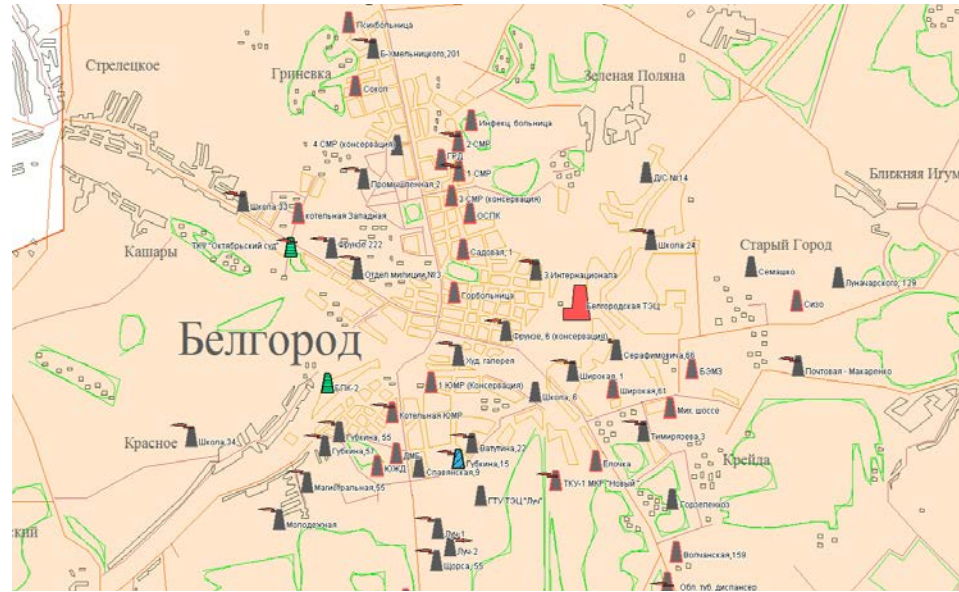 Психбольница
Б-Хмельницкого,201
Стрелецкое
Гриневка
Зеленая Поляна
Сокол
Инфекц. больница
4 СМР (консервация)
2 СМР
ГРД
1 СМР
Промышленная,2
Д/С №14
Ближняя Игум
Школа 33
3 СМР (консервация)
котельная Западная
ОСПК
ТКУ "Октябрьский суд"
Фрунзе 222
Садовая, 1
Школа 24
Старый Город
Кашары
Отдел милиции №3
3.Интернационала
Семашко
Луначарского, 129
Горбольница
Белгородская ТЭЦ
Сизо
Белгород
Фрунзе, 6 (консервация)
Худ. галерея
Серафимовича,66
Широкая, 1
БЭМЗ
Почтовая - Макаренко
БПК-2
1 ЮМР (Консервация)
Школа, 6
Широкая,61
Котельная ЮМР
Мих. шоссе
Красное
Школа,34
Губкина, 55
Губкина,57
Ватутина,22
Тимирязева,3
ДМБ
ЮЖД
Славянская,9
Губкина,15
Елочка
Крейда
Магистральная,55
ТКУ-1 МКР "Новый"
ГТУ ТЭЦ "Луч"
Горзеленхоз
Молодежная
ский
Луч 1
Луч-2
Щорса, 55
Волчанская,159
Обл. туб. диспансер